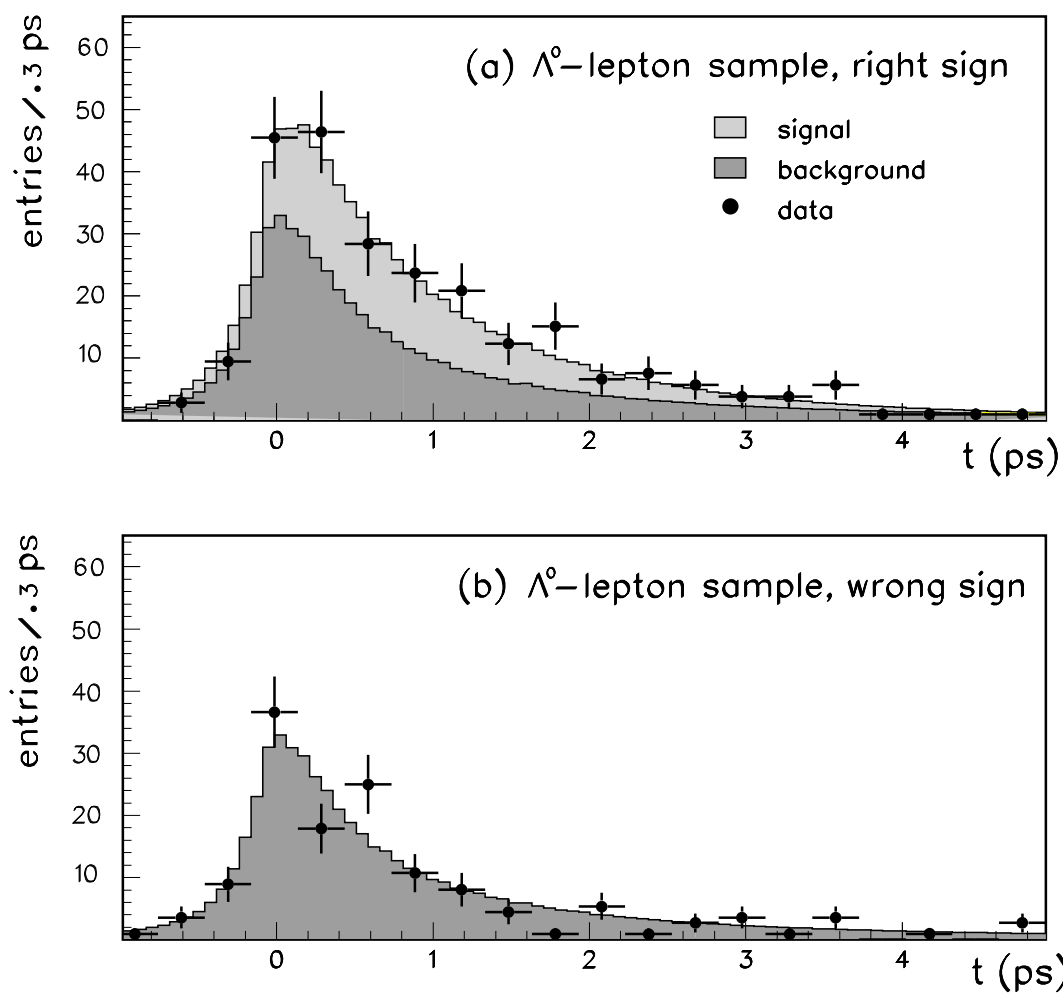 entries/.3 ps
60
50
40
30
20
10
(a) Λ⁰–lepton sample, right sign
signal
background
data
0 1 2 3 4
t (ps)
entries/.3 ps
60
50
40
30
20
10
(b) Λ⁰–lepton sample, wrong sign
0 1 2 3 4
t (ps)